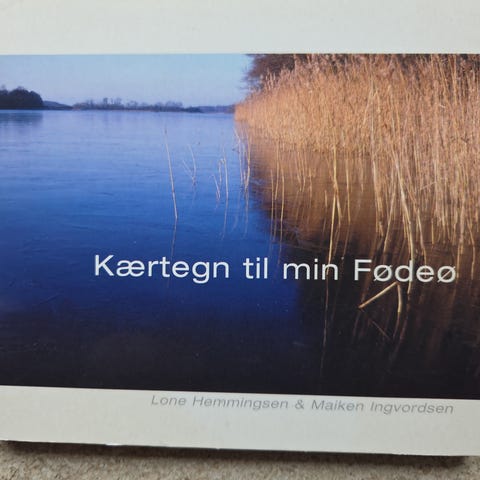 Kærtegn til min Fødeø
Lone Hemmingsen & Maiken Ingvordsen